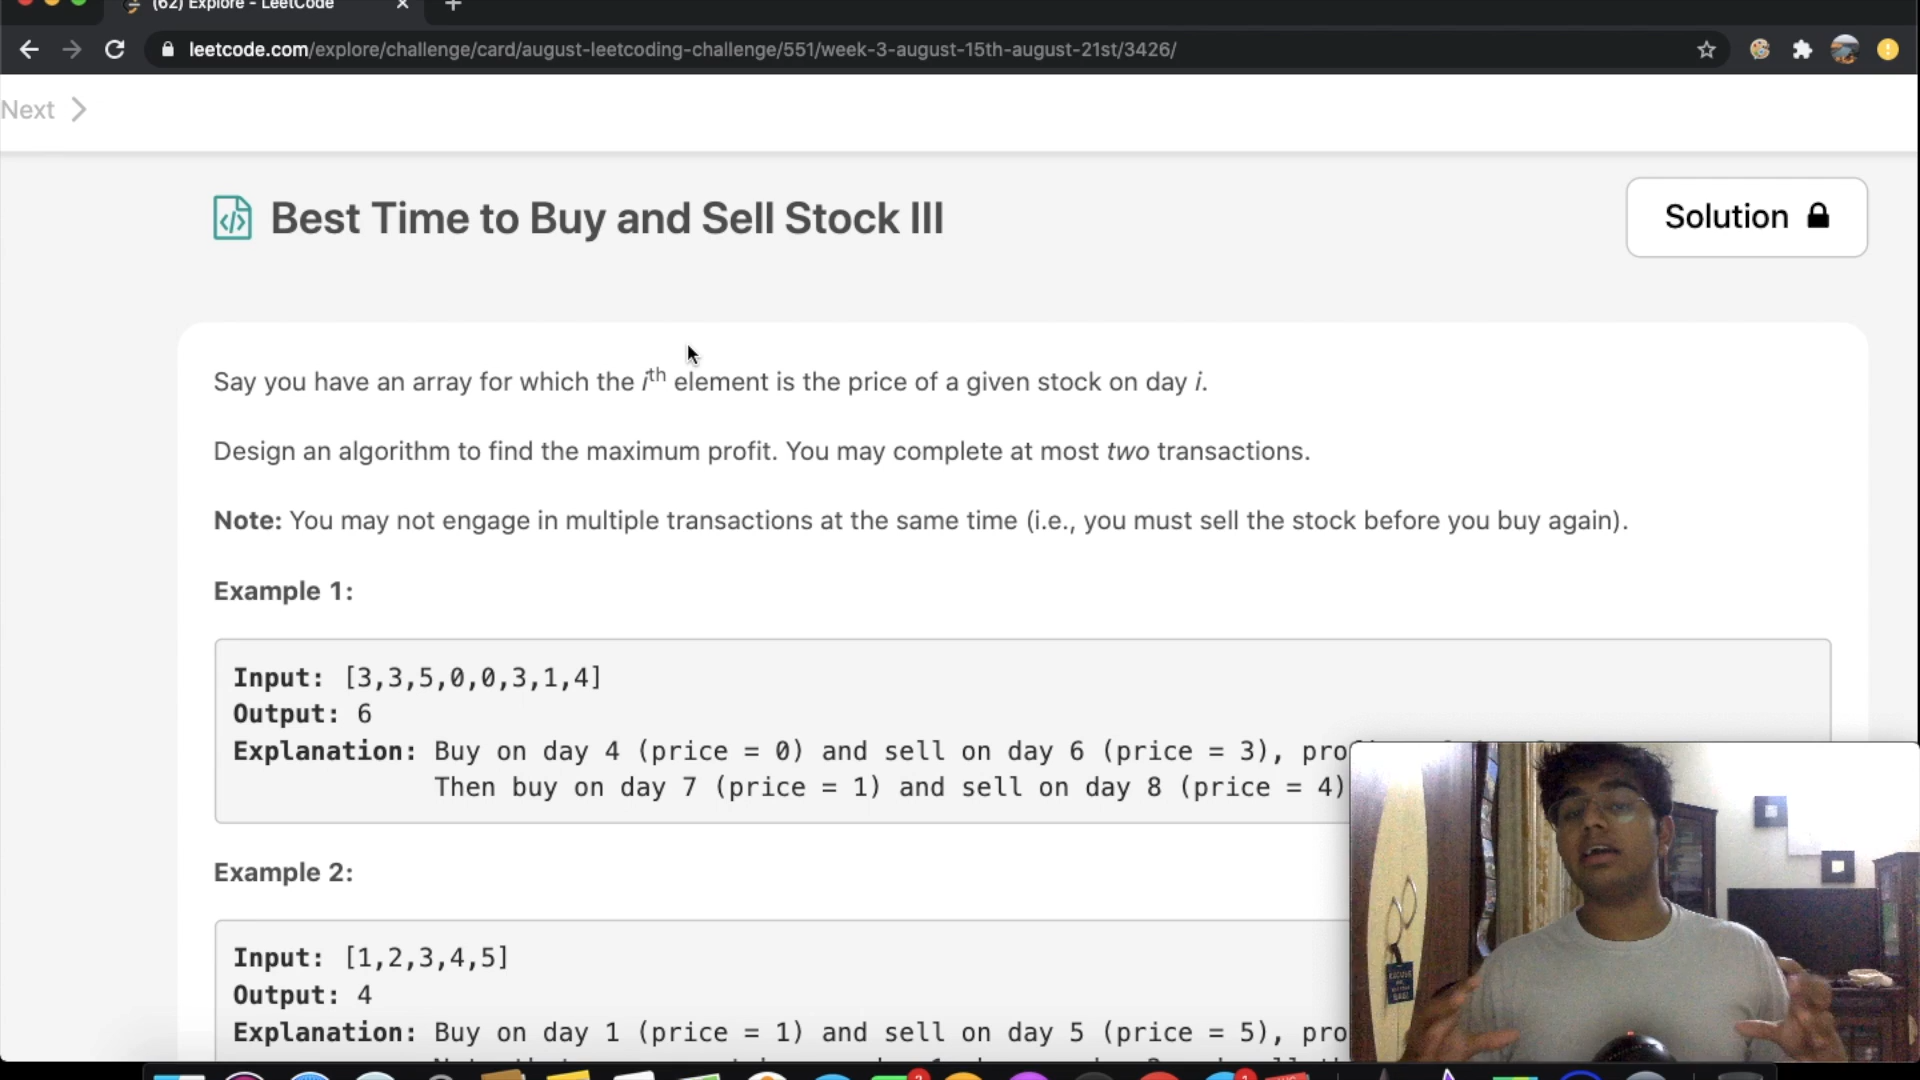 (62) Explore - LeetCode
leetcode.com/explore/challenge/card/august-leetcoding-challenge/551/week-3-august-15th-august-21st/3426/
Next
Best Time to Buy and Sell Stock III
Solution
Say you have an array for which the ith element is the price of a given stock on day i.
Design an algorithm to find the maximum profit. You may complete at most two transactions.
Note: You may not engage in multiple transactions at the same time (i.e., you must sell the stock before you buy again).
Example 1:
Input: [3,3,5,0,0,3,1,4]
Output: 6
Explanation: Buy on day 4 (price = 0) and sell on day 6 (price = 3),
Then buy on day 7 (price = 1) and sell on day 8 (price = 4)
Example 2:
Input: [1,2,3,4,5]
Output: 4
Explanation: Buy on day 1 (price = 1) and sell on day 5 (price = 5),